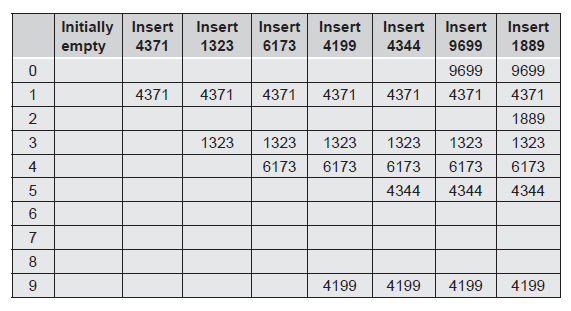 Initially empty Insert 4371 Insert 1323 Insert 6173 Insert 4199 Insert 4344 Insert 9699 Insert 1889
0 9699 9699
1 4371 4371 4371 4371 4371 4371 4371
2 1889
3 1323 1323 1323 1323 1323 1323
4 6173 6173 6173 6173 6173
5 4344 4344 4344
6
7
8
9 4199 4199 4199 4199